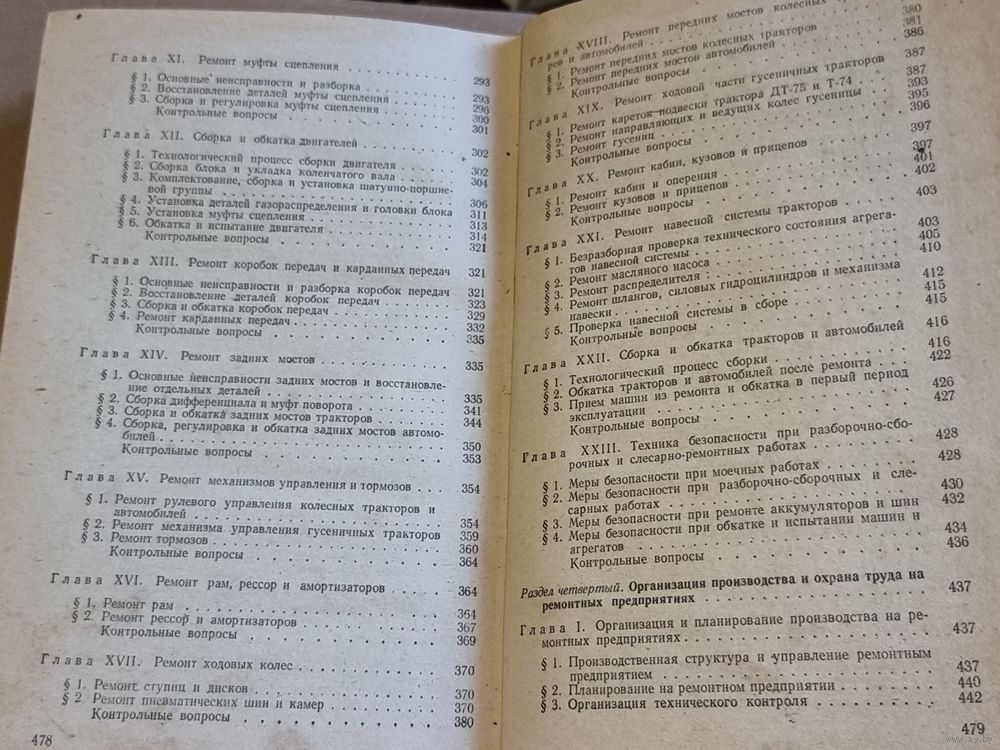 Глава XI. Ремонт муфты сцепления . . . 293
§ 1. Основные неисправности и разборка . . . 293
§ 2. Восстановление деталей муфты сцепления . . . 296
§ 3. Сборка и регулировка муфты сцепления . . . 300
Контрольные вопросы . . . 301
Глава XII. Сборка и обкатка двигателей . . . 302
§ 1. Технологический процесс сборки двигателя . . . 302
§ 2. Сборка блока и укладка коленчатого вала . . . 304
§ 3. Комплектование, сборка и установка шатунно-поршне-
вой группы . . . 306
§ 4. Установка деталей газораспределения и головки блока 311
§ 5. Установка муфты сцепления . . . 313
§ 6. Обкатка и испытание двигателя . . . 314
Контрольные вопросы . . . 321
Глава XIII. Ремонт коробок передач и карданных передач 321
§ 1. Основные неисправности и разборка коробок передач 321
§ 2. Восстановление деталей коробок передач . . . 323
§ 3. Сборка и обкатка коробок передач . . . 329
§ 4. Ремонт карданных передач . . . 332
Контрольные вопросы . . . 335
Глава XIV. Ремонт задних мостов . . . 335
§ 1. Основные неисправности задних мостов и восстановле-
ние отдельных деталей . . . 335
§ 2. Сборка дифференциала и муфт поворота . . . 341
§ 3. Сборка и обкатка задних мостов тракторов . . . 344
§ 4. Сборка, регулировка и обкатка задних мостов автомо-
билей . . . 350
Контрольные вопросы . . . 353
Глава XV. Ремонт механизмов управления и тормозов . . . 354
§ 1. Ремонт рулевого управления колесных тракторов и
автомобилей . . . 354
§ 2. Ремонт механизма управления гусеничных тракторов 359
§ 3. Ремонт тормозов . . . 360
Контрольные вопросы . . . 364
Глава XVI. Ремонт рам, рессор и амортизаторов . . . 364
§ 1. Ремонт рам . . . 364
§ 2. Ремонт рессор и амортизаторов . . . 367
Контрольные вопросы . . . 369
Глава XVII. Ремонт ходовых колес . . . 370
§ 1. Ремонт ступиц и дисков . . . 370
§ 2 Ремонт пневматических шин и камер . . . 370
Контрольные вопросы . . . 380
478
Глава XVIII. Ремонт передних мостов колесных
ров и автомобилей . . . 380
§ 1. Ремонт передних мостов колесных тракторов . . . 381
§ 2. Ремонт передних мостов автомобилей . . . 386
Контрольные вопросы . . . 387
Глава XIX. Ремонт ходовой части гусеничных тракторов 387
§ 1. Ремонт кареток подвески трактора ДТ-75 и Т-74 . . . 393
§ 2. Ремонт направляющих и ведущих колес гусеницы . . . 395
§ 3. Ремонт гусениц . . . 396
Контрольные вопросы . . . 397
Глава XX. Ремонт кабин, кузовов и прицепов . . . 397
§ 1. Ремонт кабин и оперения . . . 401
§ 2. Ремонт кузовов и прицепов . . . 402
Контрольные вопросы . . . 403
Глава XXI. Ремонт навесной системы тракторов . . . 403
§ 1. Безразборная проверка технического состояния агрега-
тов навесной системы . . . 405
§ 2. Ремонт масляного насоса . . . 410
§ 3. Ремонт распределителя . . .
§ 4. Ремонт шлангов, силовых гидроцилиндров и механизма
навески . . . 412
§ 5. Проверка навесной системы в сборе . . . 415
Контрольные вопросы . . . 415
Глава XXII. Сборка и обкатка тракторов и автомобилей 416
§ 1. Технологический процесс сборки . . . 416
§ 2. Обкатка тракторов и автомобилей после ремонта . . . 422
§ 3. Прием машин из ремонта и обкатка в первый период
эксплуатации . . . 426
Контрольные вопросы . . . 427
Глава XXIII. Техника безопасности при разборочно-сбо-
рочных и слесарно-ремонтных работах . . . 428
§ 1. Меры безопасности при моечных работах . . . 428
§ 2. Меры безопасности при разборочно-сборочных и сле-
сарных работах . . . 430
§ 3. Меры безопасности при ремонте аккумуляторов и шин 432
§ 4. Меры безопасности при обкатке и испытании машин и
агрегатов . . . 434
Контрольные вопросы . . . 436
Раздел четвертый. Организация производства и охрана труда на
ремонтных предприятиях . . . 437
Глава I. Организация и планирование производства на ре-
монтных предприятиях . . . 437
§ 1. Производственная структура и управление ремонтным
предприятием . . . 437
§ 2. Планирование на ремонтном предприятии . . . 440
§ 3. Организация технического контроля . . . 442
479
www.ay.by